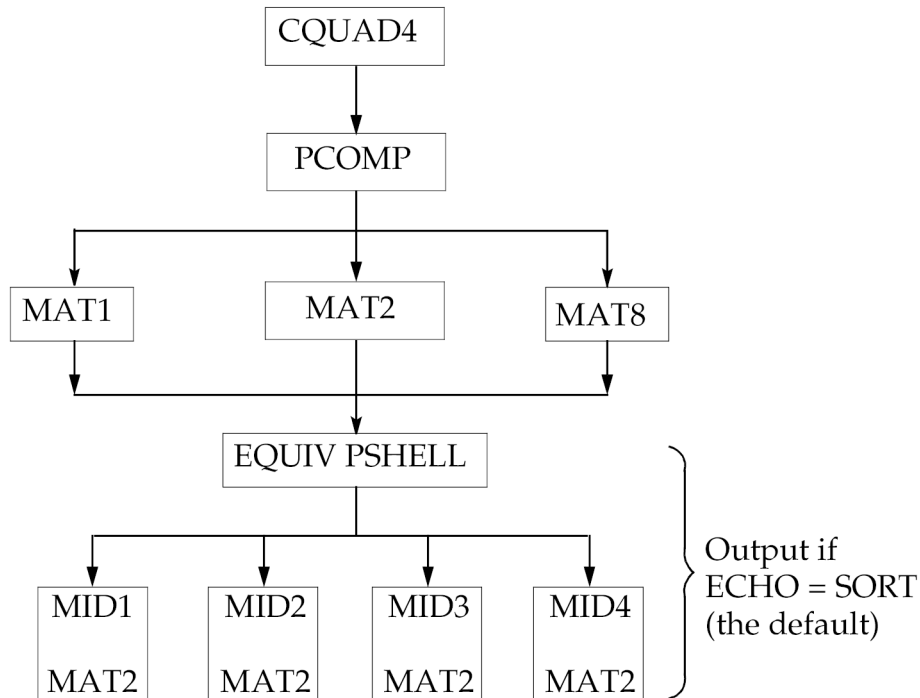 CQUAD4
PCOMP
MAT1
MAT2
MAT8
EQUIV PSHELL
Output if
ECHO = SORT
(the default)
MID1
MAT2
MID2
MAT2
MID3
MAT2
MID4
MAT2